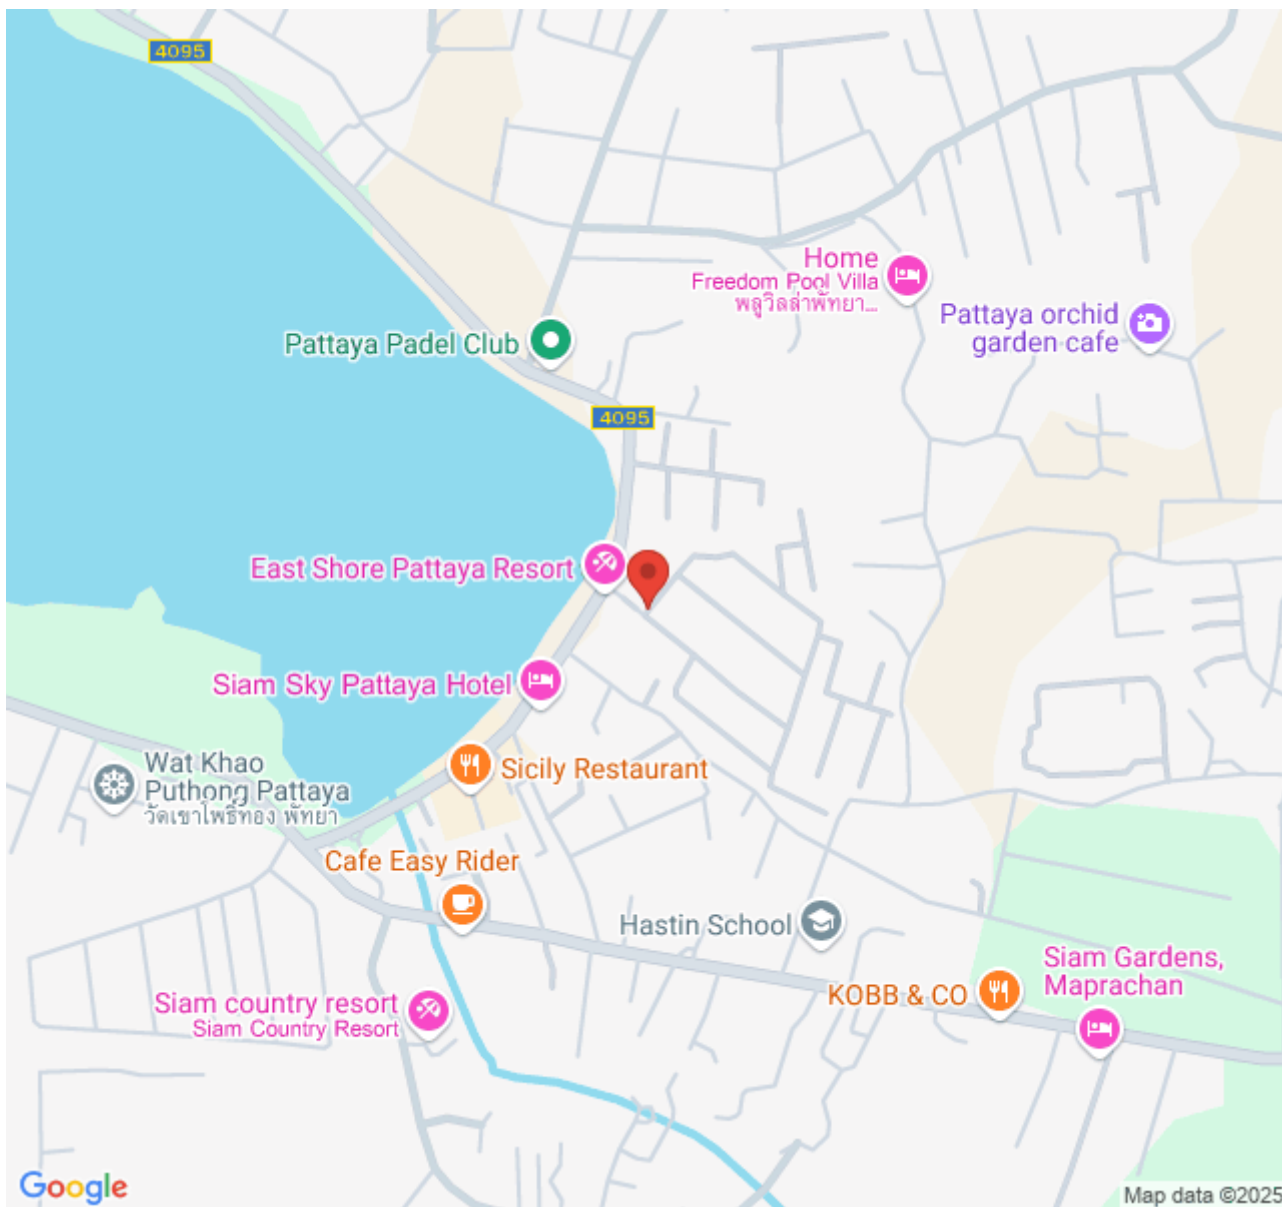 4095
Home
Freedom Pool Villa
พลูวิลล่าพัทยา...
Pattaya orchid
garden cafe
Pattaya Padel Club
4095
East Shore Pattaya Resort
Siam Sky Pattaya Hotel
Wat Khao
Puthong Pattaya
วัดเขาโพธิ์ทอง พัทยา
Sicily Restaurant
Cafe Easy Rider
Hastin School
Siam Gardens,
Maprachan
KOBB & CO
Siam country resort
Siam Country Resort
Google
Map data ©2025